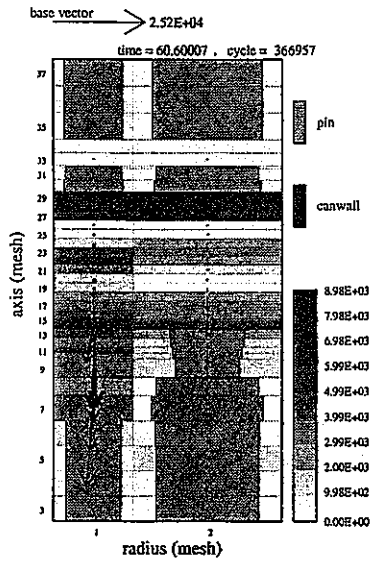 base vector 2.52E+04
time = 60.60007 , cycle = 366957
37
35
33
31
29
27
25
23
21
19
17
15
13
11
9
7
5
3
axis (mesh)
1 2
radius (mesh)
pin
canwall
8.98E+03
7.98E+03
6.98E+03
5.99E+03
4.99E+03
3.99E+03
2.99E+03
2.00E+03
9.98E+02
0.00E+00